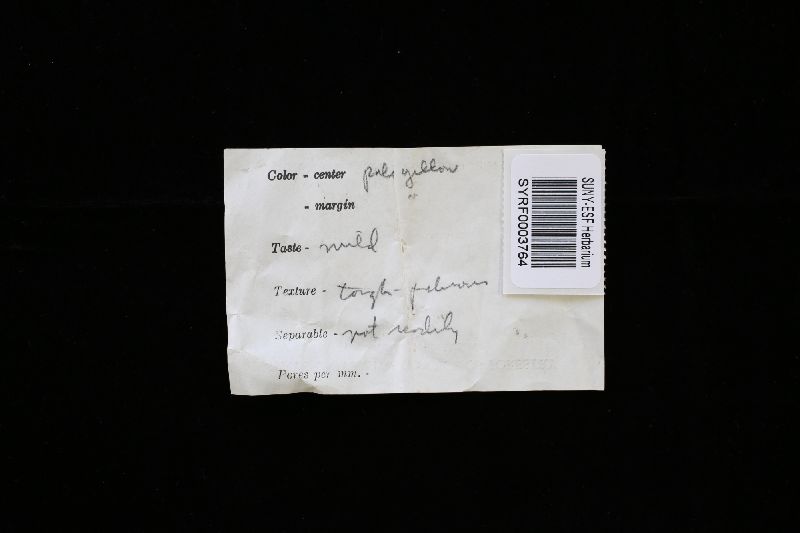 Color - center pale yellow
- margin "
Taste - mild
Texture - tough - fibrous
Separable - not readily
Pores per mm. -
SUNY-ESF Herbarium
SYRF0003764